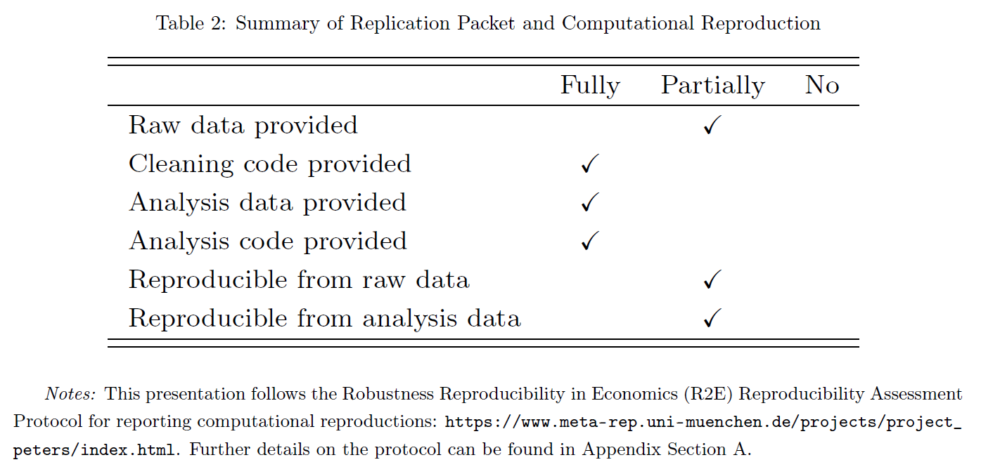 Table 2: Summary of Replication Packet and Computational Reproduction
Fully Partially No
Raw data provided ✓
Cleaning code provided ✓
Analysis data provided ✓
Analysis code provided ✓
Reproducible from raw data ✓
Reproducible from analysis data ✓
Notes: This presentation follows the Robustness Reproducibility in Economics (R2E) Reproducibility Assessment
Protocol for reporting computational reproductions: https://www.meta-rep.uni-muenchen.de/projects/project_
peters/index.html. Further details on the protocol can be found in Appendix Section A.